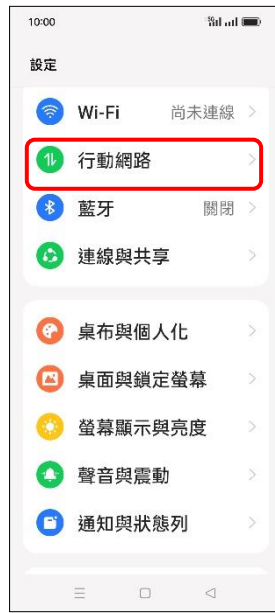 10:00
設定
Wi-Fi 尚未連線
行動網路
藍牙 關閉
連線與共享
桌布與個人化
桌面與鎖定螢幕
螢幕顯示與亮度
聲音與震動
通知與狀態列